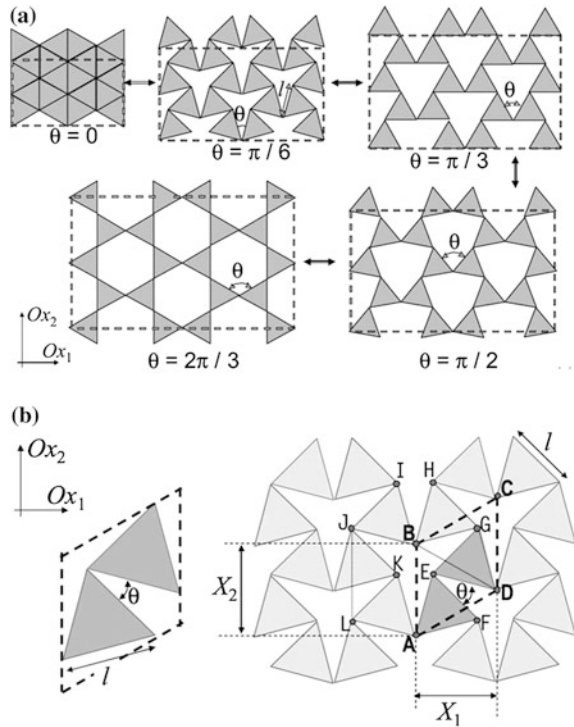 (a)
l
θ
θ
θ = 0
θ = π / 6
θ = π / 3
θ
θ
Ox2
Ox1
θ = 2π / 3
θ = π / 2
(b)
Ox2
Ox1
θ
l
I
H
C
l
J
B
G
X2
K
E
θ
D
L
A
F
X1